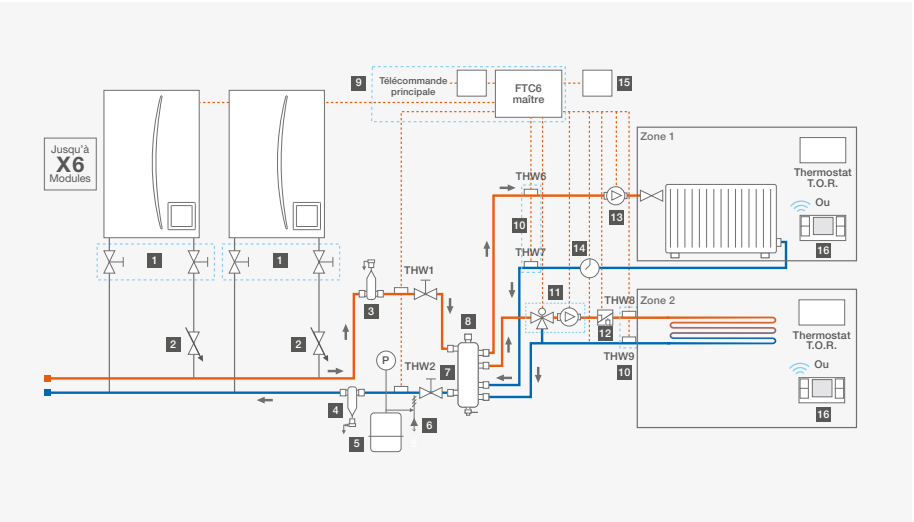 9
Télécommande
principale
FTC6
maître
15
Jusqu'à
X6
Modules
Zone 1
Thermostat
T.O.R.
Ou
16
THW6
10
13
THW7
14
1
1
THW1
3
11
THW8
Zone 2
8
12
2
2
P
THW2
7
THW9
10
Thermostat
T.O.R.
Ou
16
4
5
6